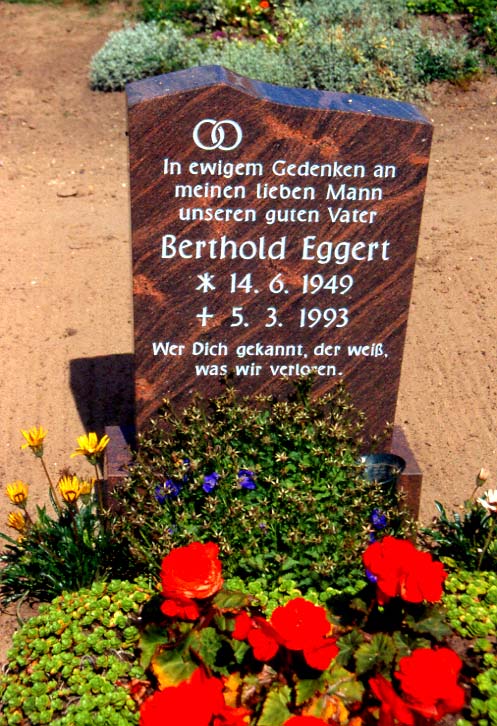 In ewigem Gedenken an
meinen lieben Mann
unseren guten Vater
Berthold Eggert
* 14. 6. 1949
† 5. 3. 1993
Wer Dich gekannt, der weiß,
was wir verloren.